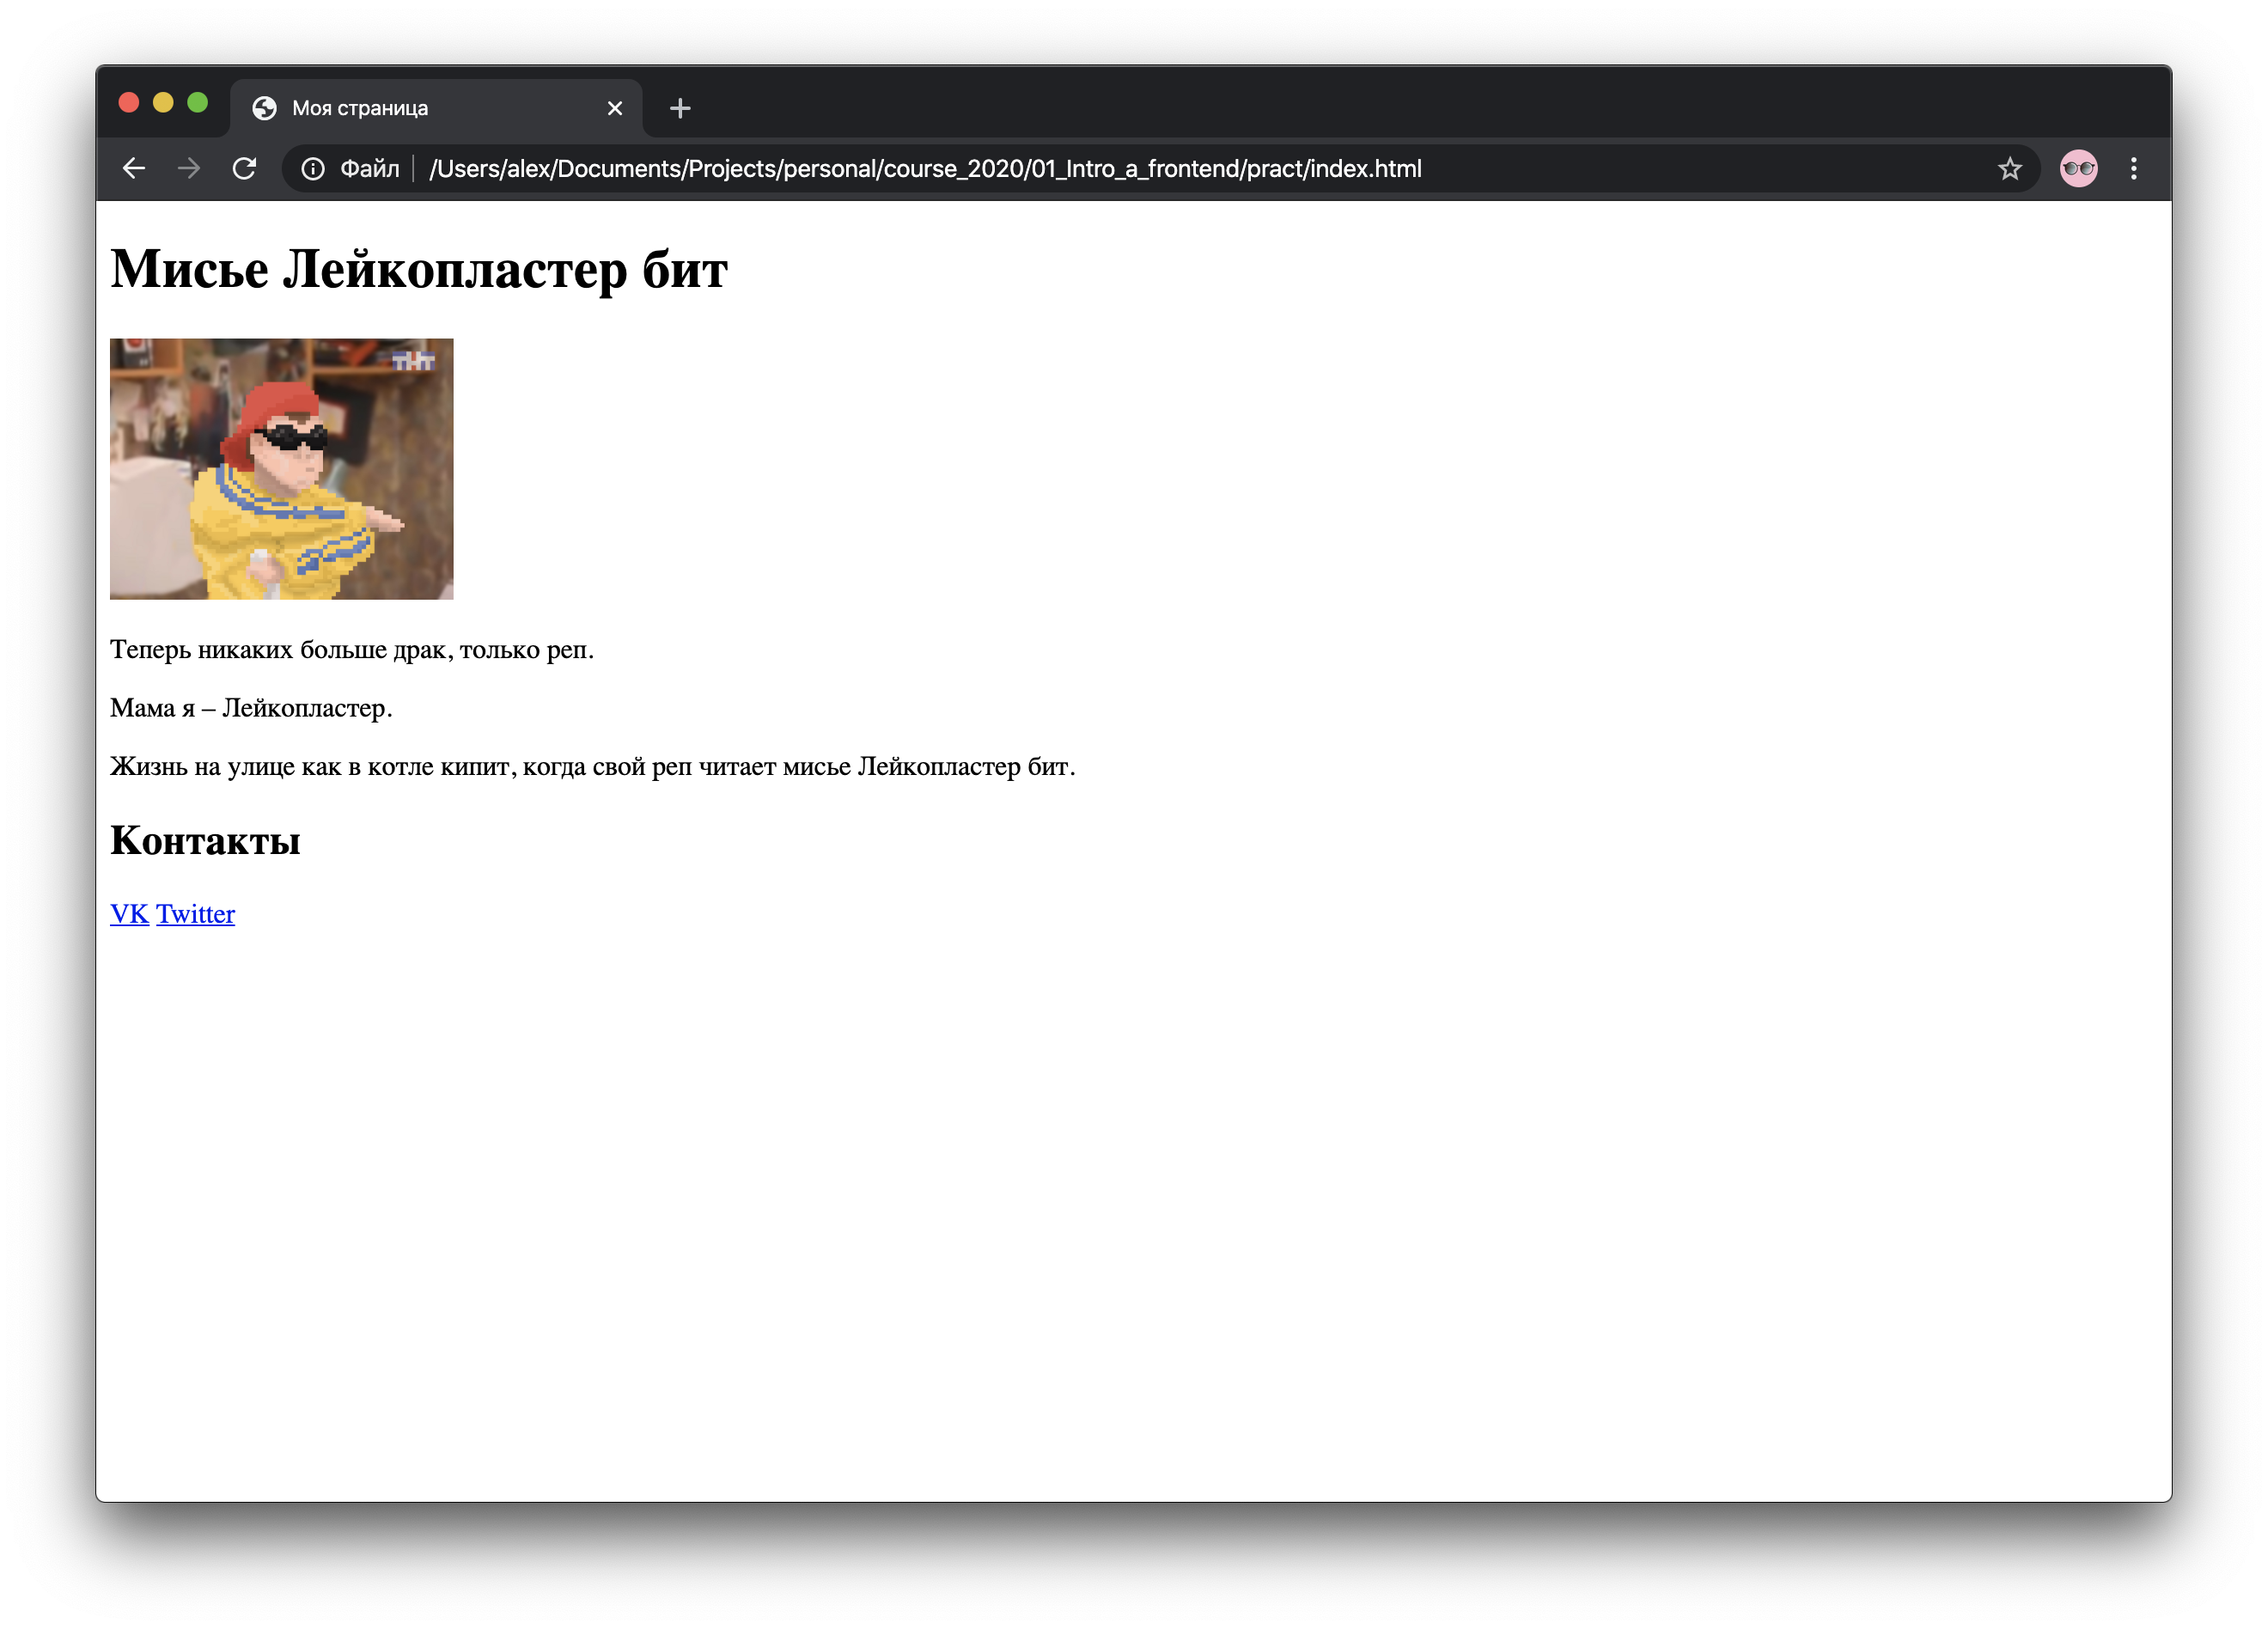 Моя страница
Файл /Users/alex/Documents/Projects/personal/course_2020/01_Intro_a_frontend/pract/index.html
Мисье Лейкопластер бит
ТНТ
Теперь никаких больше драк, только реп.
Мама я – Лейкопластер.
Жизнь на улице как в котле кипит, когда свой реп читает мисье Лейкопластер бит.
Контакты
VK Twitter